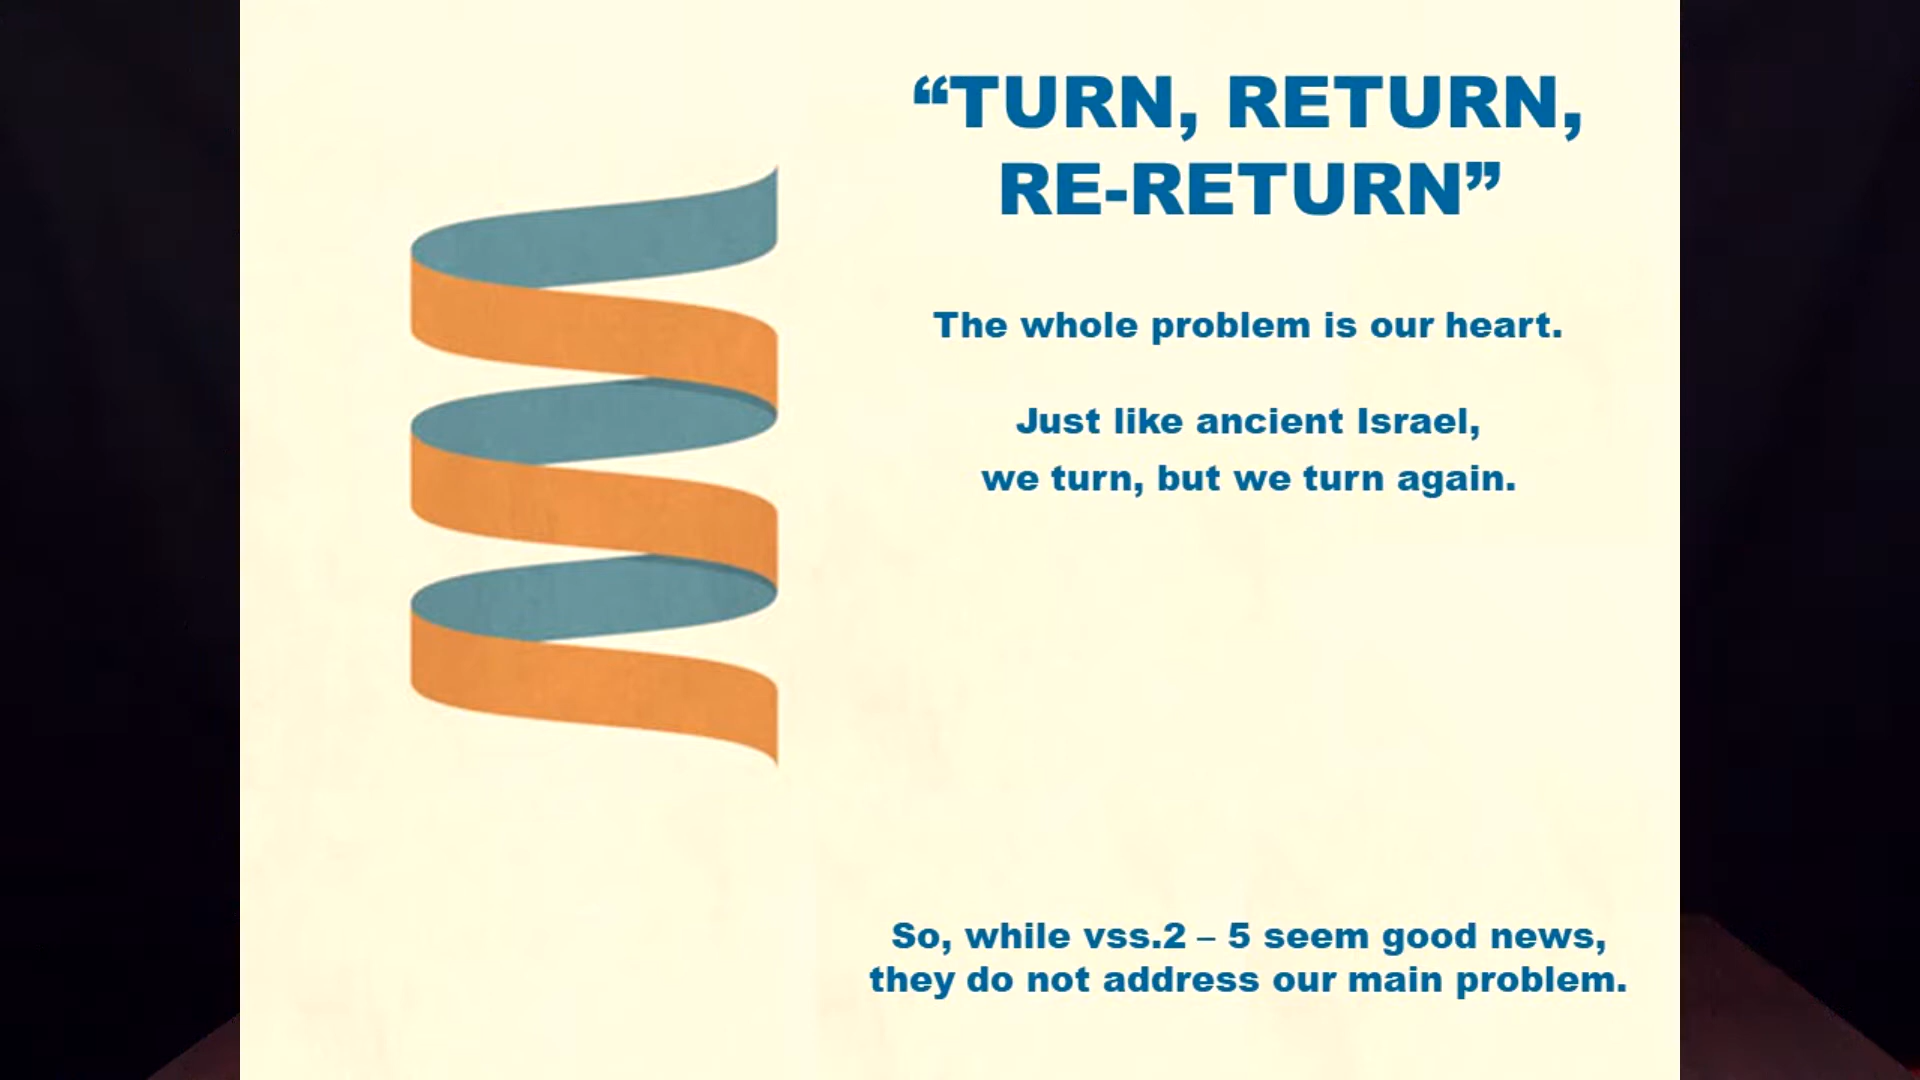 “TURN, RETURN,
RE-RETURN”
The whole problem is our heart.
Just like ancient Israel,
we turn, but we turn again.
So, while vss.2 – 5 seem good news,
they do not address our main problem.